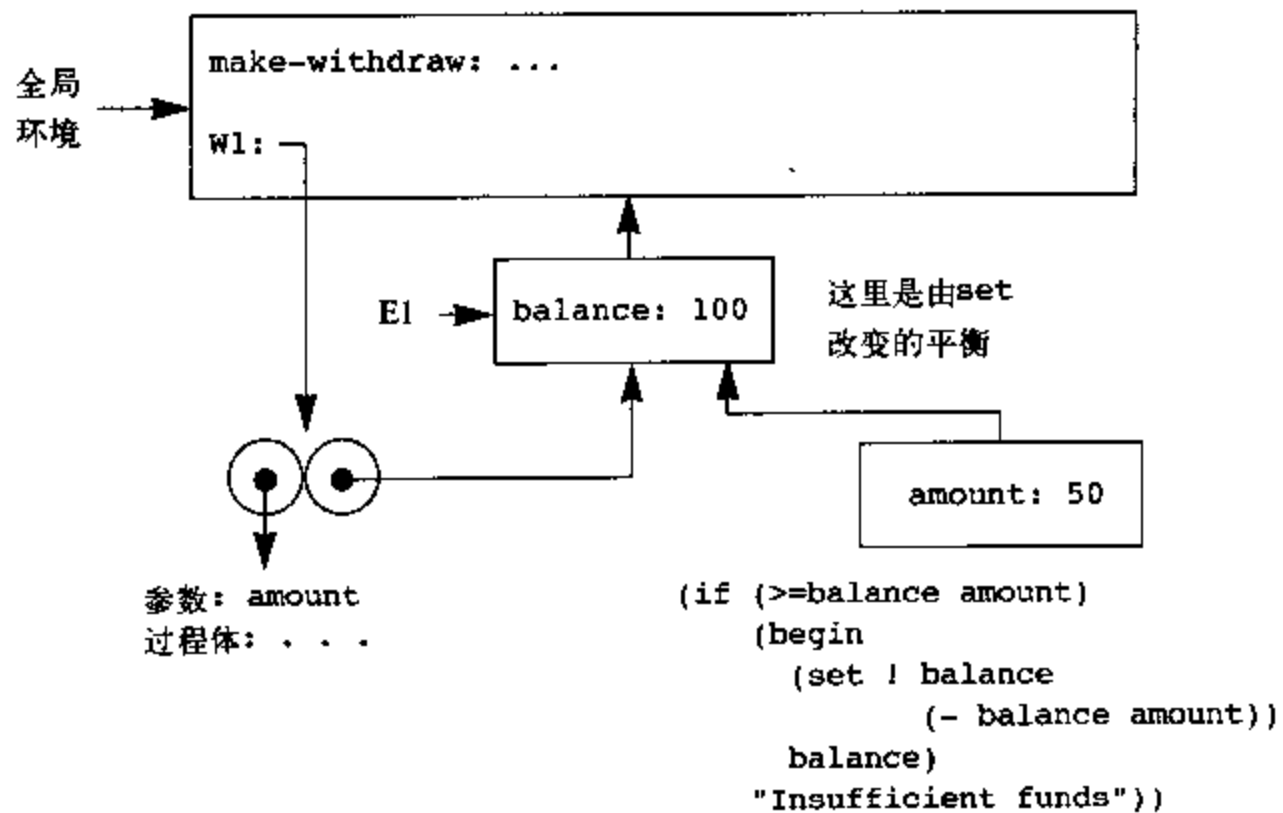 全局
环境
make-withdraw: ...
W1:
E1
balance: 100
这里是由set
改变的平衡
amount: 50
参数: amount
过程体: . . .
(if (>=balance amount)
(begin
(set ! balance
(- balance amount))
balance)
"Insufficient funds"))